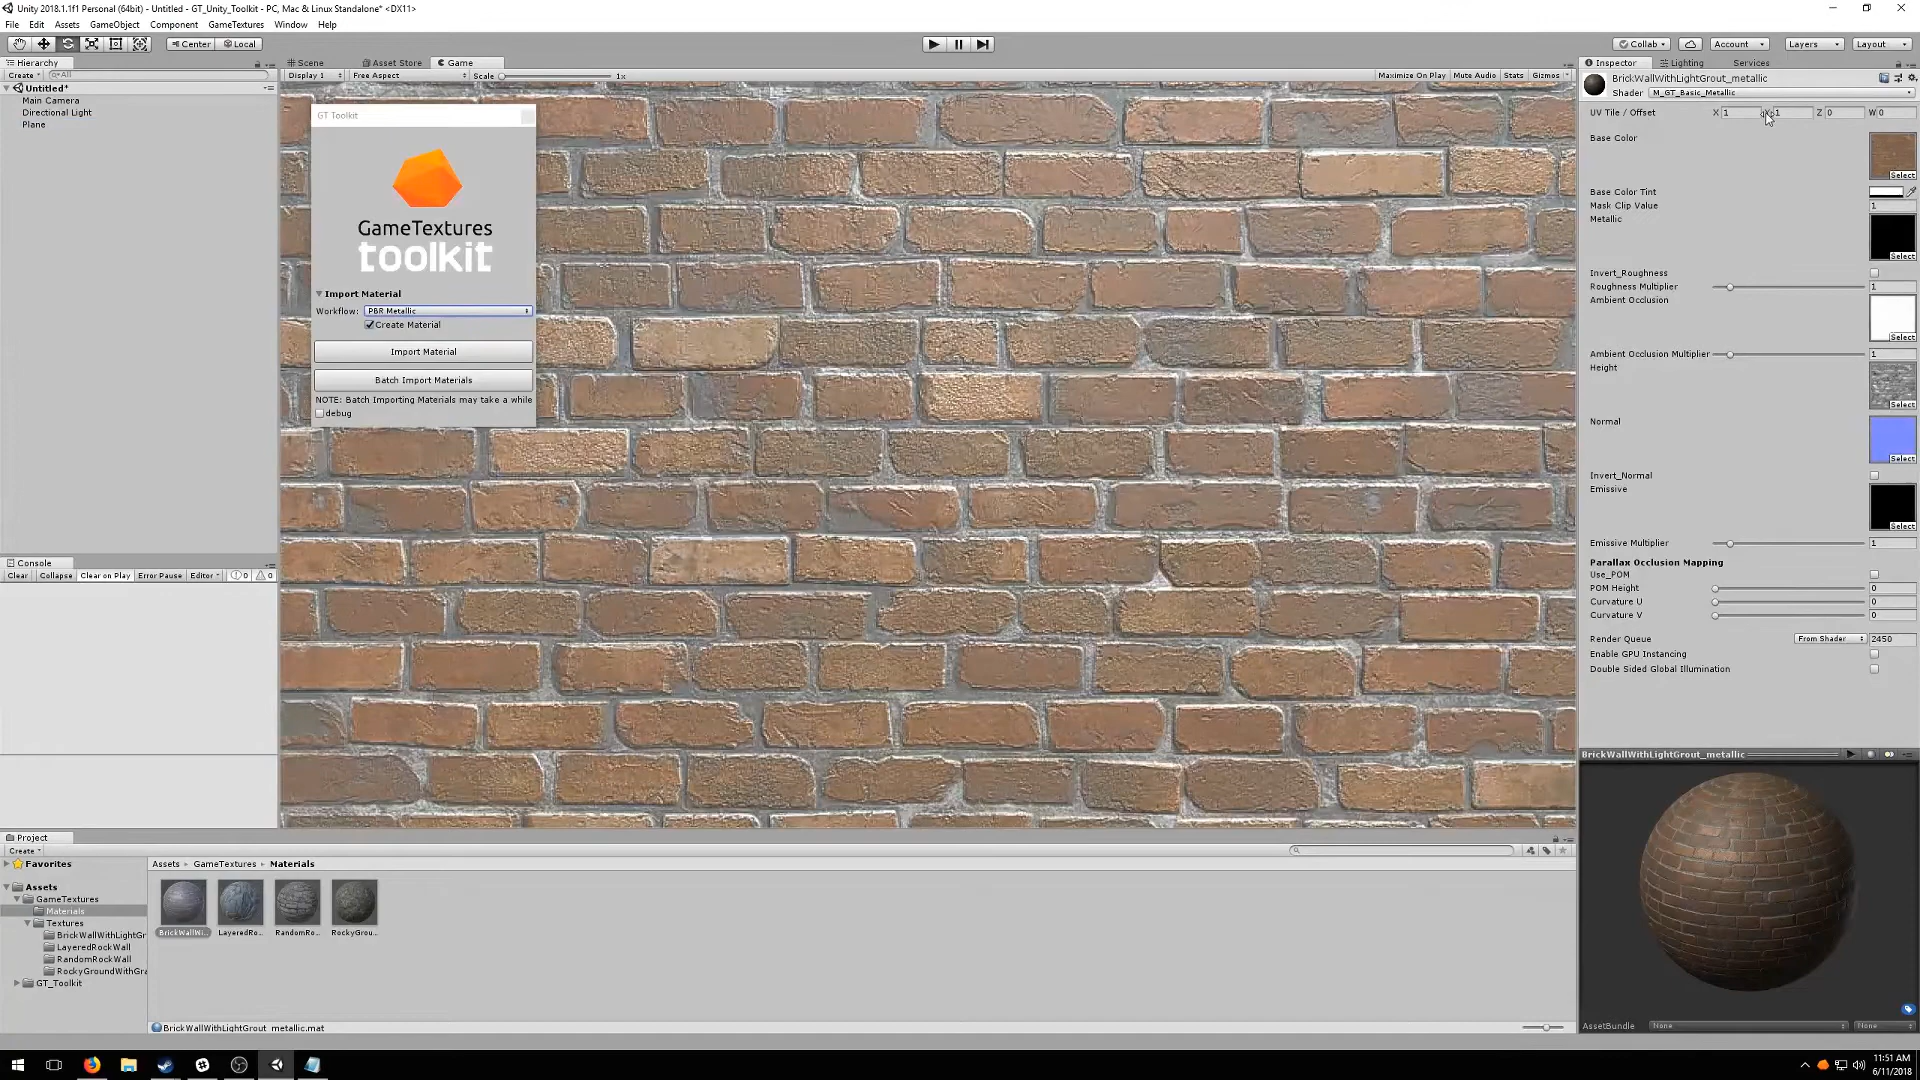 Unity 2018.1.1f1 Personal (64bit) - Untitled - GT_Unity_Toolkit - PC, Mac & Linux Standalone* <DX11>
File Edit Assets GameObject Component GameTextures Window Help
Center Local
Collab Account Layers Layout
Hierarchy
Create All
Untitled*
Main Camera
Directional Light
Plane
Scene Asset Store Game
Display 1 Free Aspect Scale 1x
Maximize On Play Mute Audio Stats Gizmos
GT Toolkit
GameTextures
toolkit
Import Material
Workflow: PBR Metallic
Create Material
Import Material
Batch Import Materials
NOTE: Batch Importing Materials may take a while
debug
Console
Clear Collapse Clear on Play Error Pause Editor 0 0
Project
Create
Favorites
Assets
GameTextures
Materials
Textures
BrickWallWithLightGr
LayeredRockWall
RandomRockWall
RockyGroundWithGra
GT_Toolkit
Assets GameTextures Materials
BrickWallWi... LayeredRo... RandomRo... RockyGrou...
BrickWallWithLightGrout_metallic.mat
Inspector Lighting Services
BrickWallWithLightGrout_metallic
Shader M_GT_Basic_Metallic
UV Tile / Offset X 1 Y 1 Z 0 W 0
Base Color
Select
Base Color Tint
Mask Clip Value 1
Metallic
Select
Invert_Roughness
Roughness Multiplier 1
Ambient Occlusion
Select
Ambient Occlusion Multiplier 1
Height
Select
Normal
Select
Invert_Normal
Emissive
Select
Emissive Multiplier 1
Parallax Occlusion Mapping
Use_POM
POM Height 0
Curvature U 0
Curvature V 0
Render Queue From Shader 2450
Enable GPU Instancing
Double Sided Global Illumination
BrickWallWithLightGrout_metallic
AssetBundle None None
11:51 AM
6/11/2018